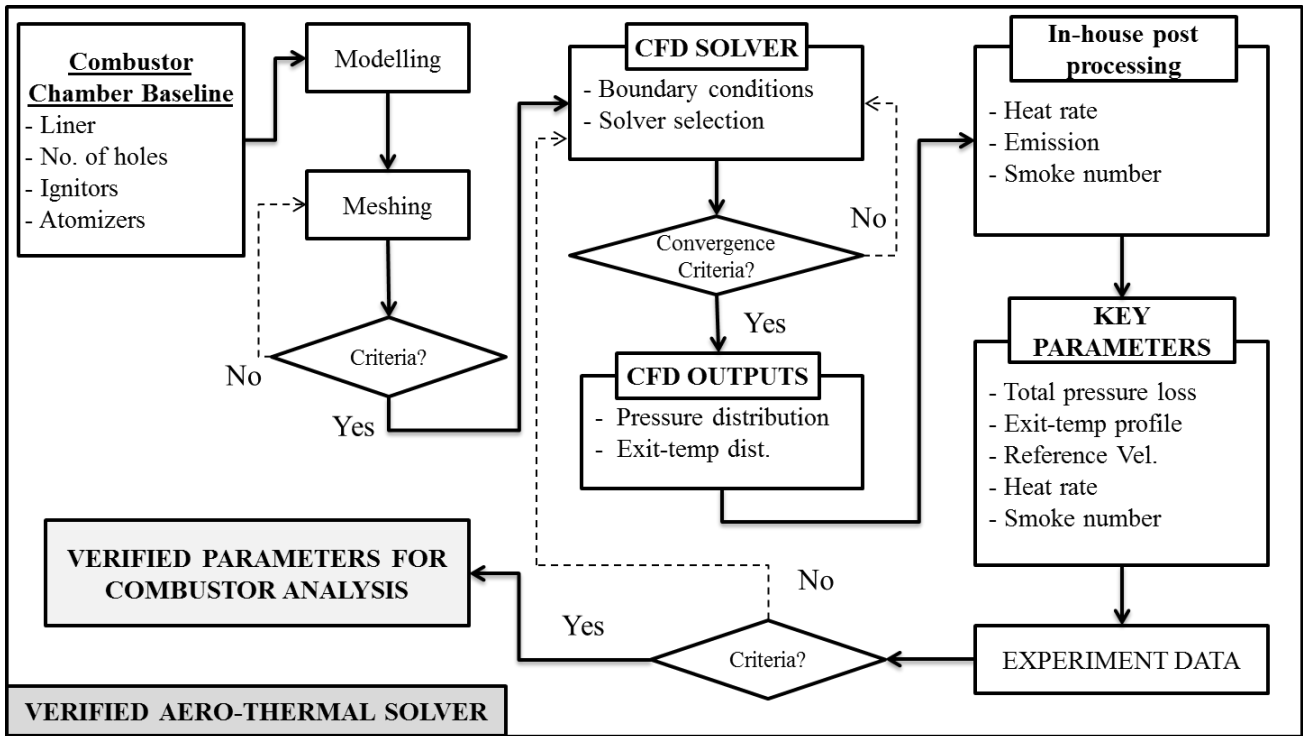 Combustor
Chamber Baseline
- Liner
- No. of holes
- Ignitors
- Atomizers
Modelling
Meshing
Criteria?
No
Yes
CFD SOLVER
- Boundary conditions
- Solver selection
Convergence
Criteria?
No
Yes
CFD OUTPUTS
- Pressure distribution
- Exit-temp dist.
In-house post
processing
- Heat rate
- Emission
- Smoke number
KEY
PARAMETERS
- Total pressure loss
- Exit-temp profile
- Reference Vel.
- Heat rate
- Smoke number
EXPERIMENT DATA
Criteria?
No
Yes
VERIFIED PARAMETERS FOR
COMBUSTOR ANALYSIS
VERIFIED AERO-THERMAL SOLVER